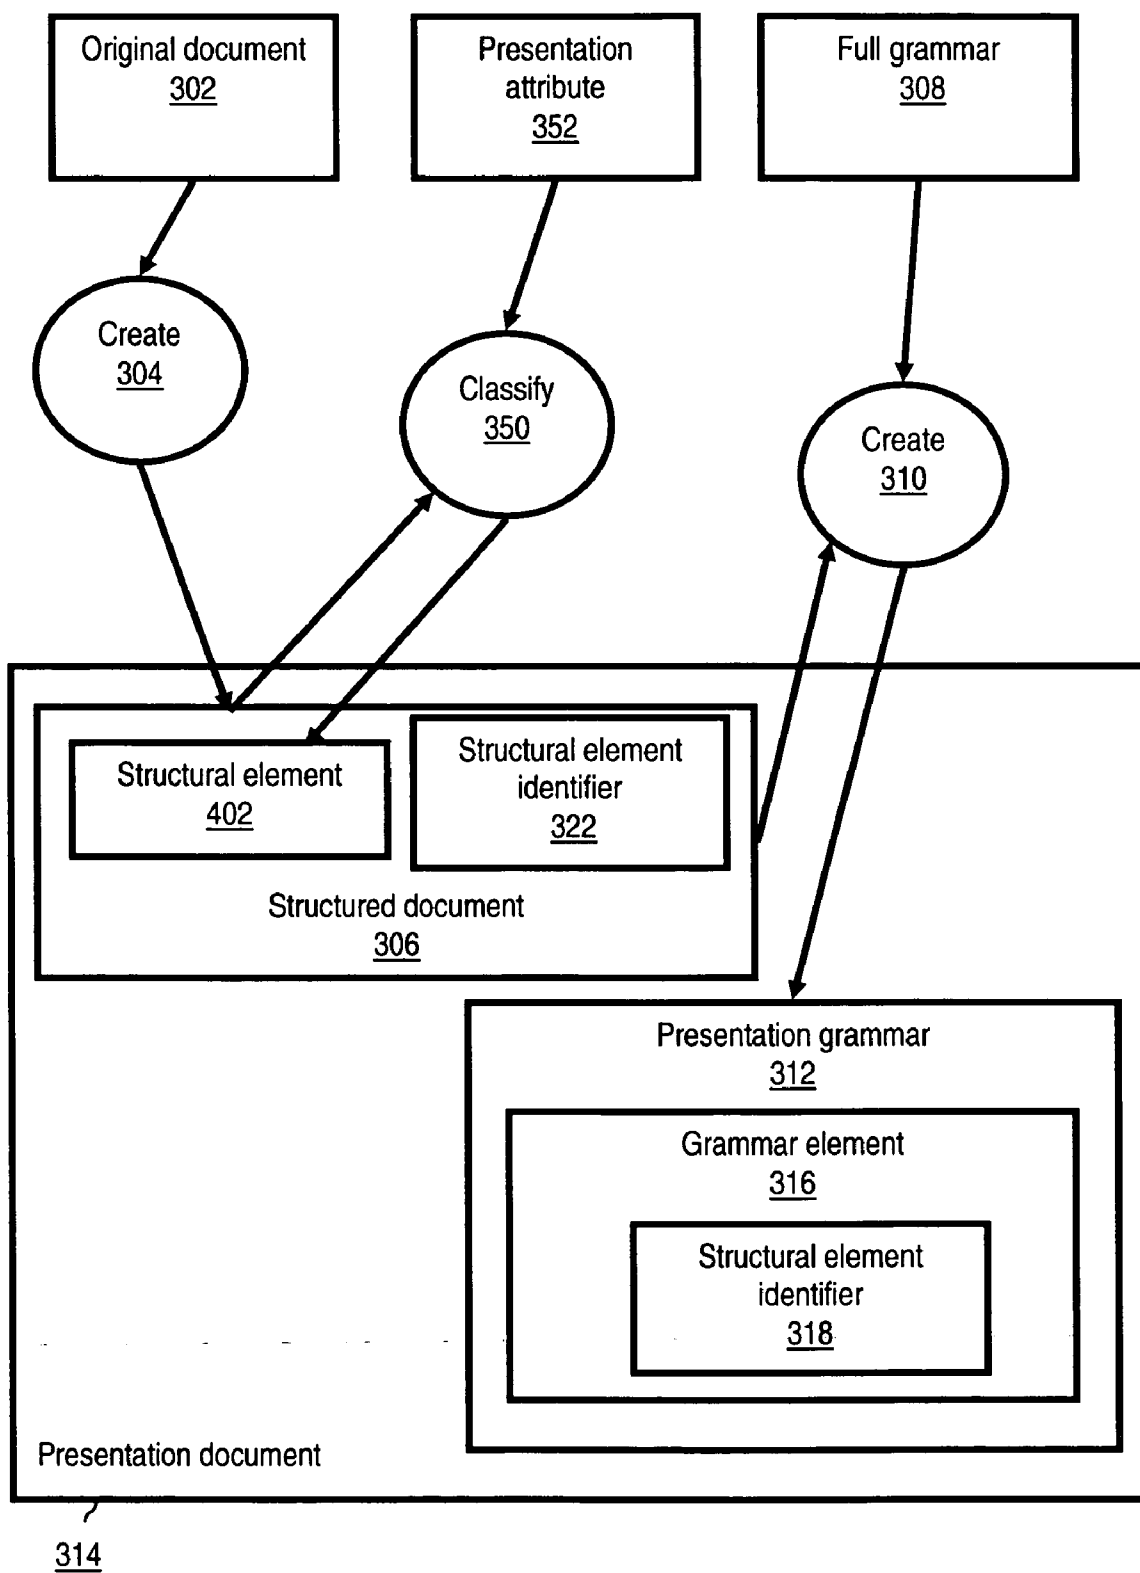 Original document
302
Presentation
attribute
352
Full grammar
308
Create
304
Classify
350
Create
310
Structural element
402
Structural element
identifier
322
Structured document
306
Presentation grammar
312
Grammar element
316
Structural element
identifier
318
Presentation document
314